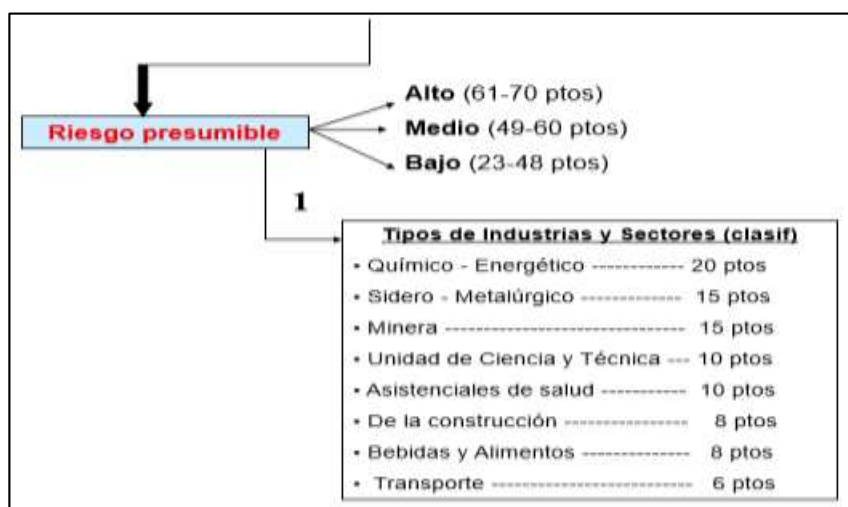 Alto (61-70 ptos)
Riesgo presumible
Medio (49-60 ptos)
Bajo (23-48 ptos)
1
Tipos de Industrias y Sectores (clasif)
• Químico - Energético ------------ 20 ptos
• Sidero - Metalúrgico ------------- 15 ptos
• Minera ------------------------------- 15 ptos
• Unidad de Ciencia y Técnica --- 10 ptos
• Asistenciales de salud ----------- 10 ptos
• De la construcción ---------------- 8 ptos
• Bebidas y Alimentos -------------- 8 ptos
• Transporte -------------------------- 6 ptos